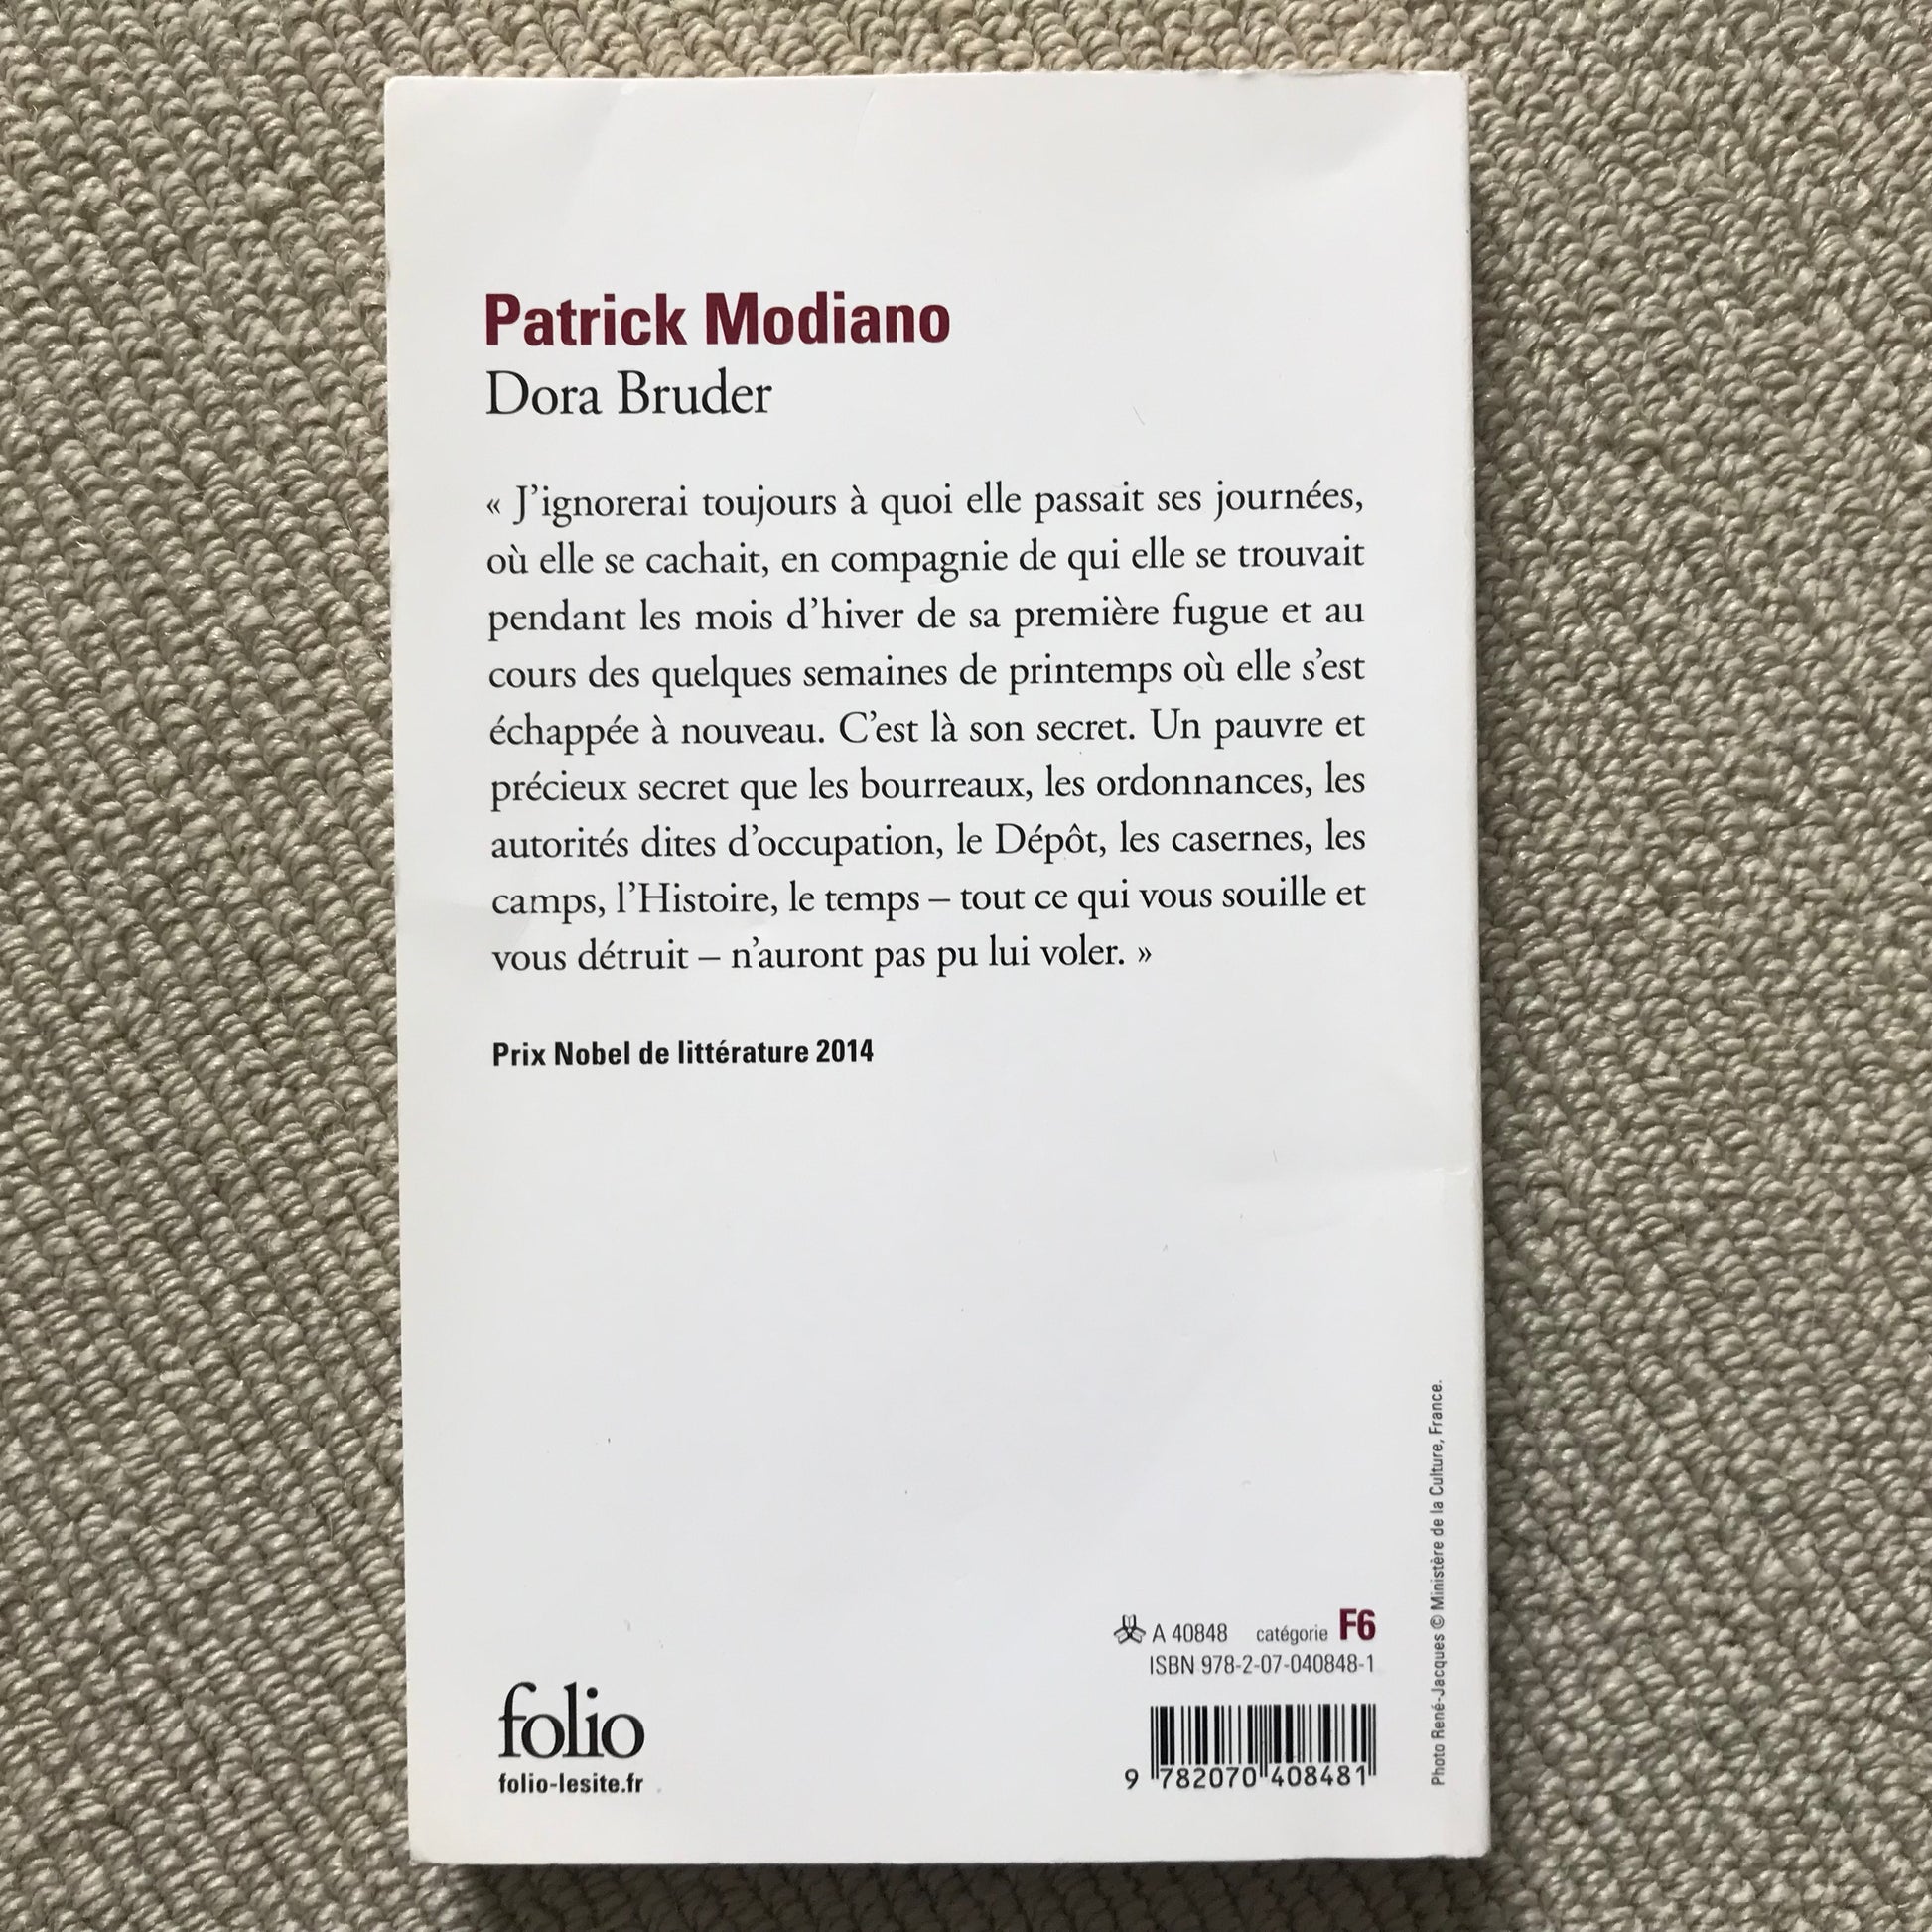 Patrick Modiano
Dora Bruder
« J’ignorerai toujours à quoi elle passait ses journées,
où elle se cachait, en compagnie de qui elle se trouvait
pendant les mois d’hiver de sa première fugue et au
cours des quelques semaines de printemps où elle s’est
échappée à nouveau. C’est là son secret. Un pauvre et
précieux secret que les bourreaux, les ordonnances, les
autorités dites d’occupation, le Dépôt, les casernes, les
camps, l’Histoire, le temps – tout ce qui vous souille et
vous détruit – n’auront pas pu lui voler. »
Prix Nobel de littérature 2014
folio
folio-lesite.fr
A 40848 catégorie F6
ISBN 978-2-07-040848-1
9 782070 408481
Photo René-Jacques © Ministère de la Culture, France.